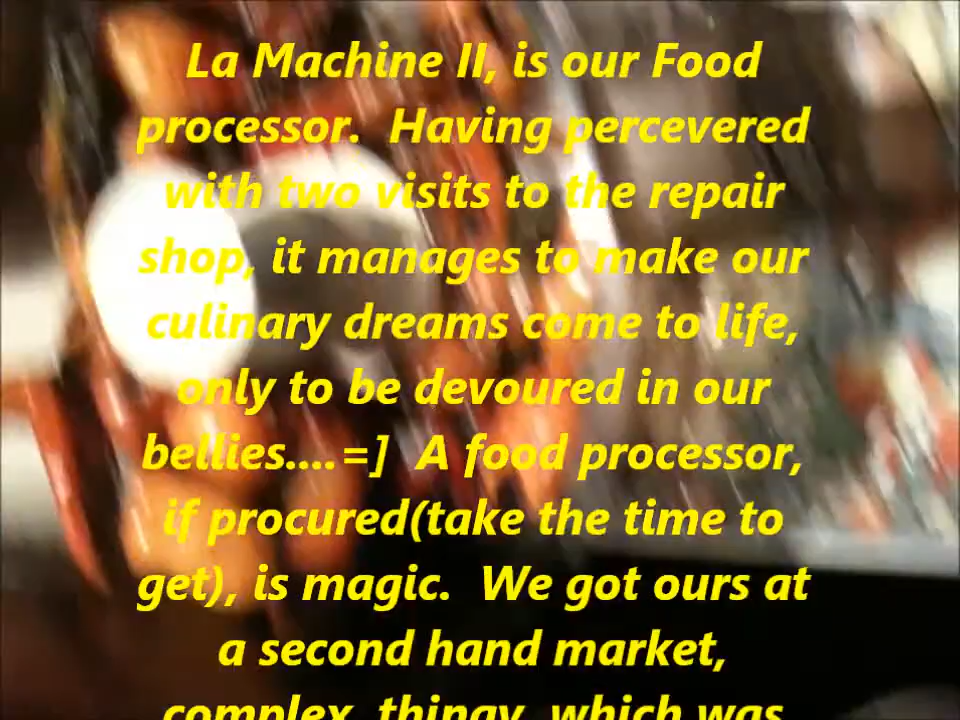 La Machine II, is our Food
processor.  Having percevered
with two visits to the repair
shop, it manages to make our
culinary dreams come to life,
only to be devoured in our
bellies....=]  A food processor,
if procured(take the time to
get), is magic.  We got ours at
a second hand market,
complex, thingy, which was